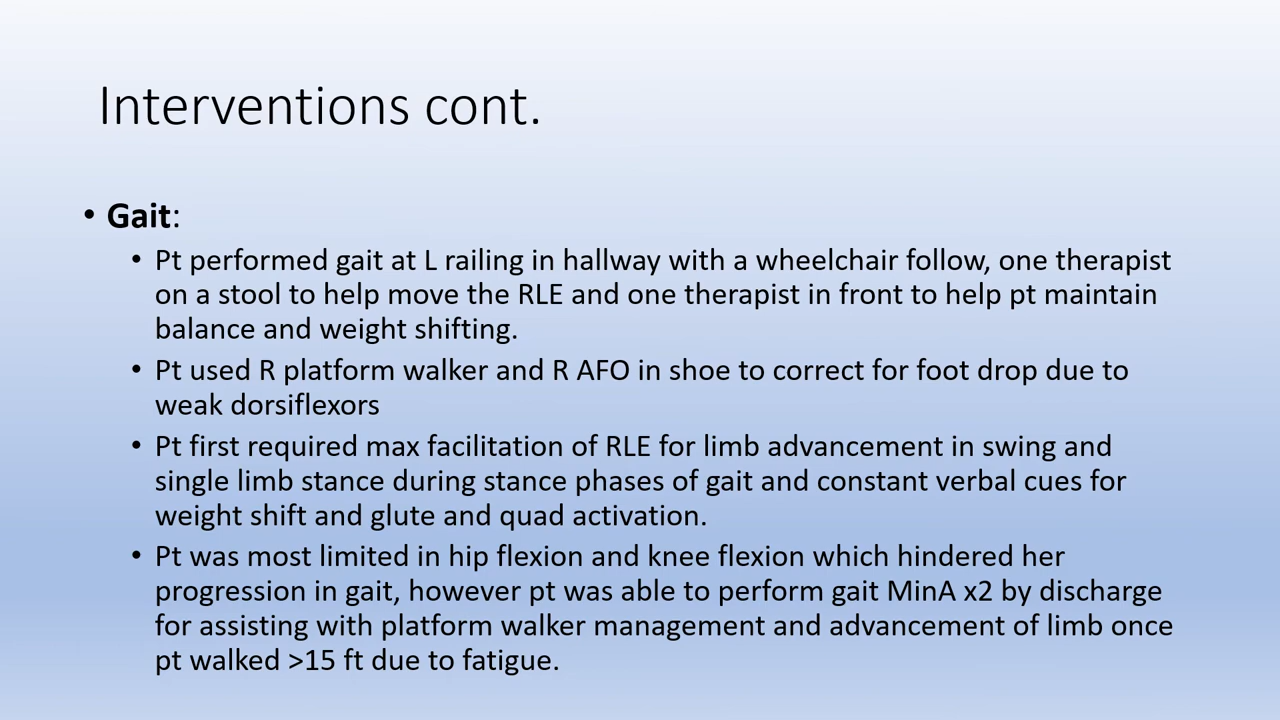 Interventions cont.
• Gait:
• Pt performed gait at L railing in hallway with a wheelchair follow, one therapist
on a stool to help move the RLE and one therapist in front to help pt maintain
balance and weight shifting.
• Pt used R platform walker and R AFO in shoe to correct for foot drop due to
weak dorsiflexors
• Pt first required max facilitation of RLE for limb advancement in swing and
single limb stance during stance phases of gait and constant verbal cues for
weight shift and glute and quad activation.
• Pt was most limited in hip flexion and knee flexion which hindered her
progression in gait, however pt was able to perform gait MinA x2 by discharge
for assisting with platform walker management and advancement of limb once
pt walked >15 ft due to fatigue.